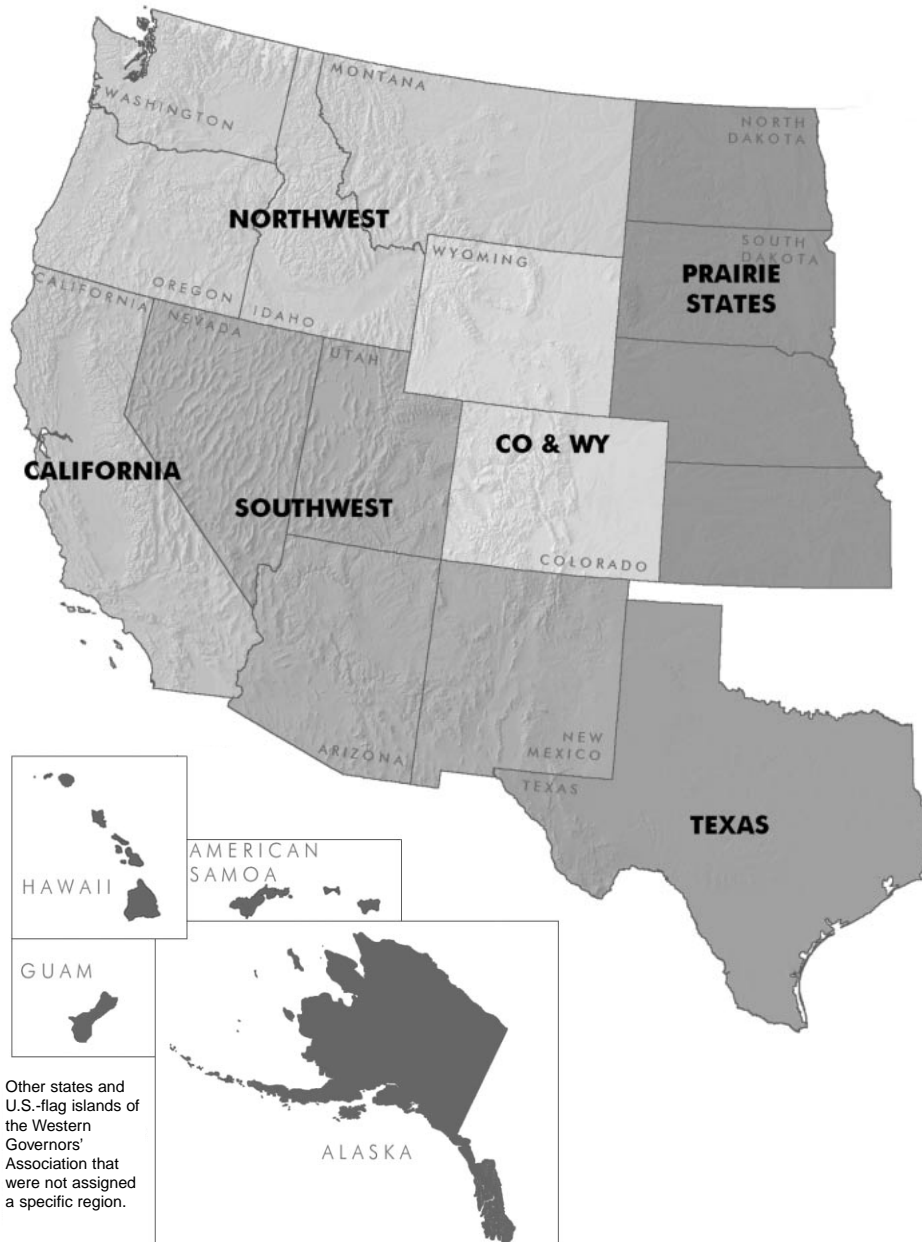 MONTANA
WASHINGTON
NORTH
DAKOTA
NORTHWEST
SOUTH
DAKOTA
WYOMING
PRAIRIE
STATES
CALIFORNIA
OREGON
NEVADA
IDAHO
UTAH
CO & WY
CALIFORNIA
SOUTHWEST
COLORADO
NEW
MEXICO
ARIZONA
TEXAS
TEXAS
AMERICAN
SAMOA
HAWAII
GUAM
ALASKA
Other states and
U.S.-flag islands of
the Western
Governors'
Association that
were not assigned
a specific region.